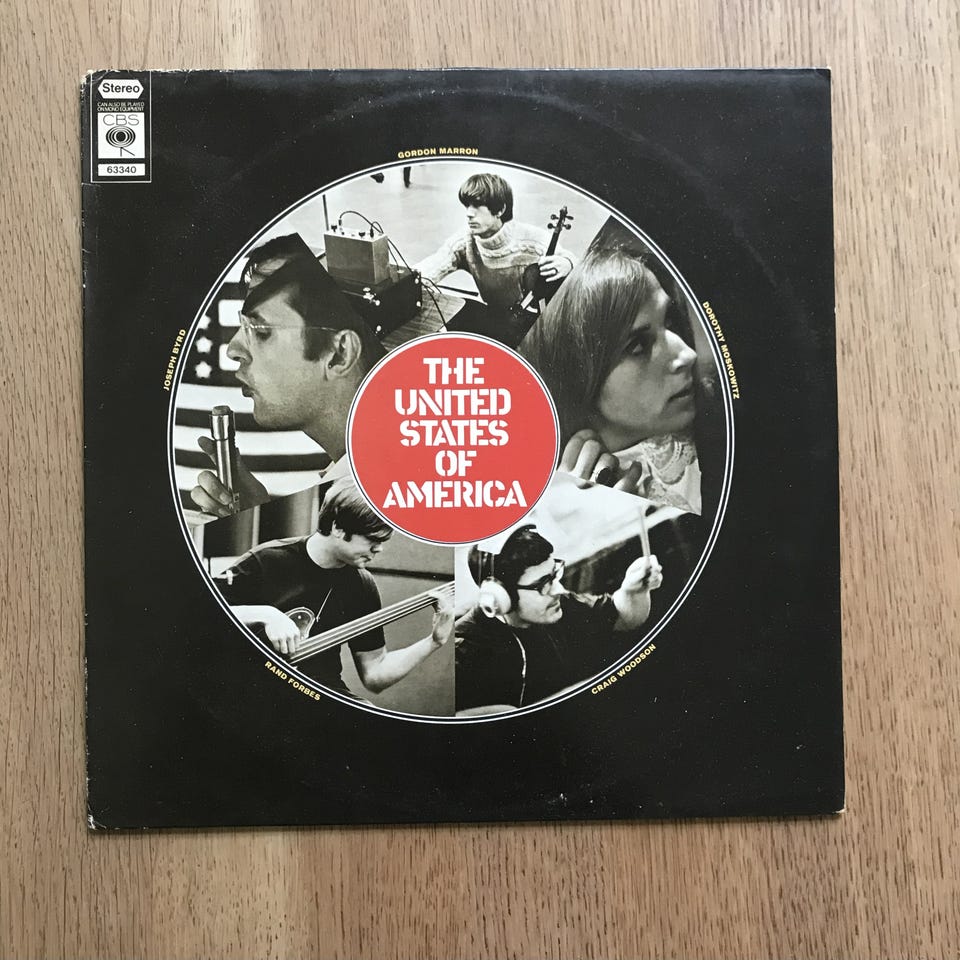 Stereo
CAN ALSO BE PLAYED
ON MONO EQUIPMENT
CBS
63340
GORDON MARRON
JOSEPH BYRD
DOROTHY MOSKOWITZ
THE
UNITED
STATES
OF
AMERICA
RAND FORBES
CRAIG WOODSON